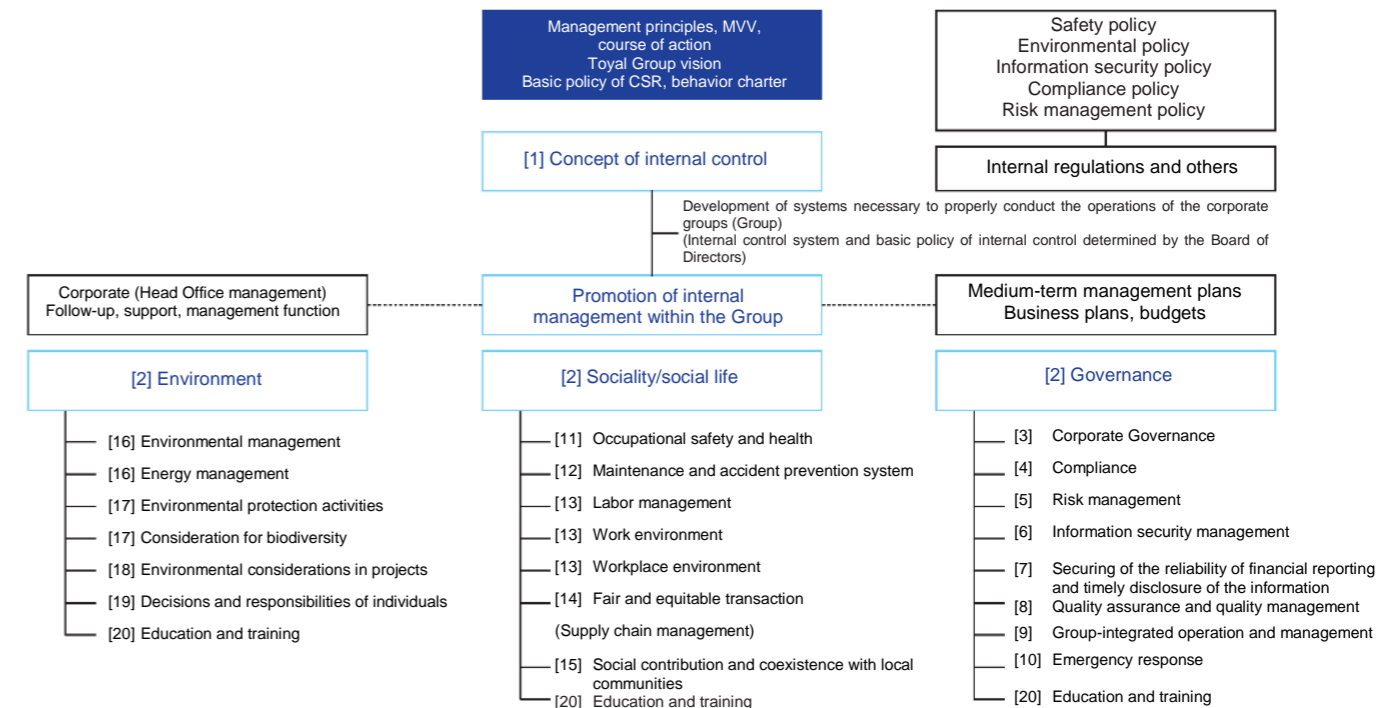 Management principles, MVV,
course of action
Toyal Group vision
Basic policy of CSR, behavior charter
Safety policy
Environmental policy
Information security policy
Compliance policy
Risk management policy
[1] Concept of internal control
Internal regulations and others
Development of systems necessary to properly conduct the operations of the corporate
groups (Group)
(Internal control system and basic policy of internal control determined by the Board of
Directors)
Corporate (Head Office management)
Follow-up, support, management function
Promotion of internal
management within the Group
Medium-term management plans
Business plans, budgets
[2] Environment
[16] Environmental management
[16] Energy management
[17] Environmental protection activities
[17] Consideration for biodiversity
[18] Environmental considerations in projects
[19] Decisions and responsibilities of individuals
[20] Education and training
[2] Sociality/social life
[11] Occupational safety and health
[12] Maintenance and accident prevention system
[13] Labor management
[13] Work environment
[13] Workplace environment
[14] Fair and equitable transaction
(Supply chain management)
[15] Social contribution and coexistence with local
communities
[20] Education and training
[2] Governance
[3] Corporate Governance
[4] Compliance
[5] Risk management
[6] Information security management
[7] Securing of the reliability of financial reporting
and timely disclosure of the information
[8] Quality assurance and quality management
[9] Group-integrated operation and management
[10] Emergency response
[20] Education and training